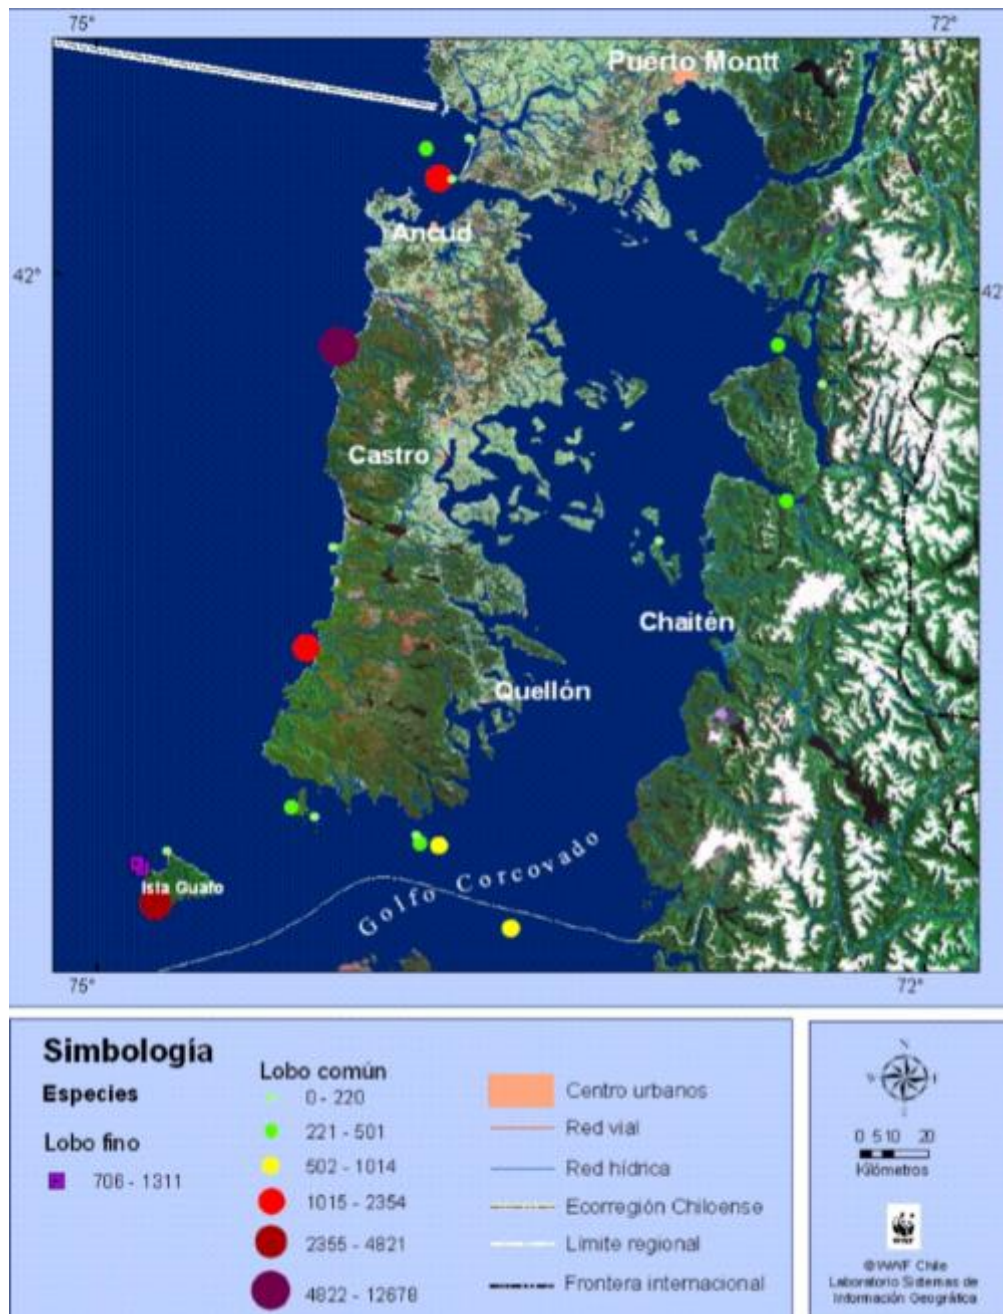 75°
72°
Puerto Montt
Ancud
42°
42°
Castro
Chaitén
Quellón
Isla Guafo
Golfo Corcovado
75°
72°
Simbología
Especies
Lobo fino
706 - 1311
Lobo común
0 - 220
221 - 501
502 - 1014
1015 - 2354
2355 - 4821
4822 - 12678
Centro urbanos
Red vial
Red hídrica
Ecorregión Chiloense
Límite regional
Frontera internacional
0 5 10 20
Kilómetros
WWF
©WWF Chile
Laboratorio Sistemas de
Información Geográfica